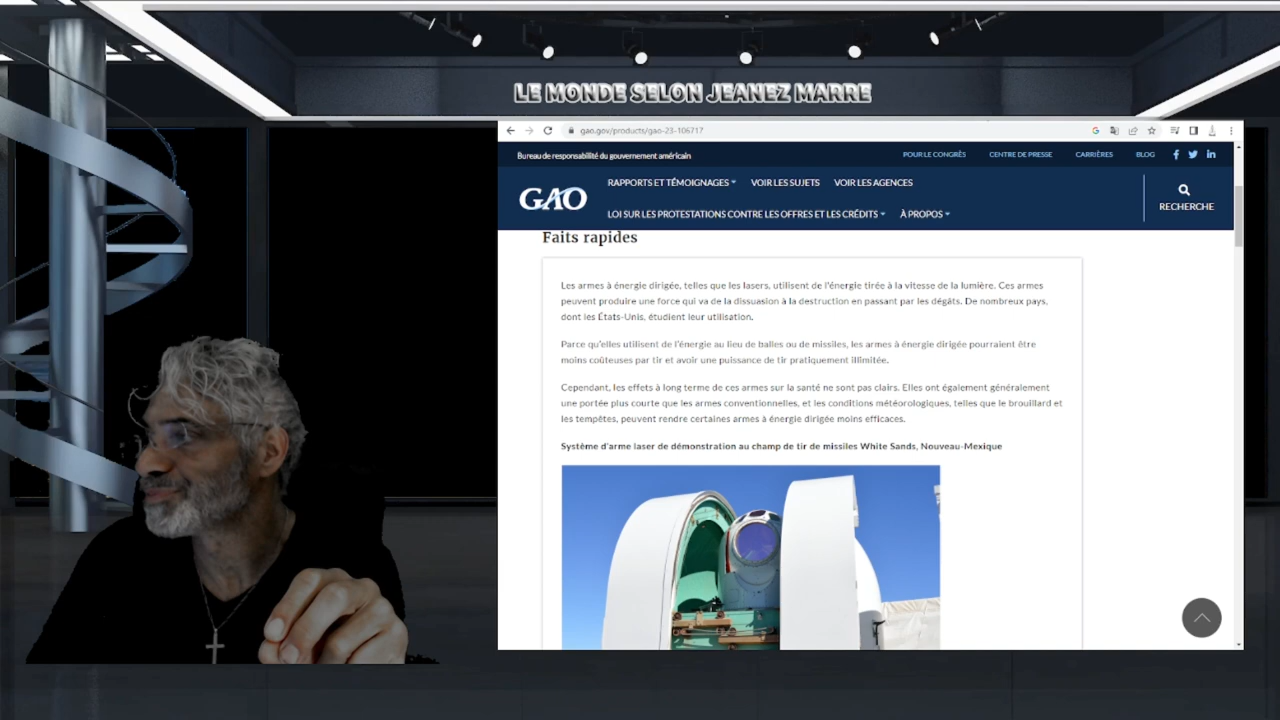 LE MONDE SELON JEANEZ MARRE
gao.gov/products/gao-23-106717
Bureau de responsabilité du gouvernement américain
POUR LE CONGRÈS CENTRE DE PRESSE CARRIÈRES BLOG
GAO
RAPPORTS ET TÉMOIGNAGES VOIR LES SUJETS VOIR LES AGENCES
LOI SUR LES PROTESTATIONS CONTRE LES OFFRES ET LES CRÉDITS À PROPOS
RECHERCHE
Faits rapides
Les armes à énergie dirigée, telles que les lasers, utilisent de l'énergie tirée à la vitesse de la lumière. Ces armes
peuvent produire une force qui va de la dissuasion à la destruction en passant par les dégâts. De nombreux pays,
dont les États-Unis, étudient leur utilisation.
Parce qu'elles utilisent de l'énergie au lieu de balles ou de missiles, les armes à énergie dirigée pourraient être
moins coûteuses par tir et avoir une puissance de tir pratiquement illimitée.
Cependant, les effets à long terme de ces armes sur la santé ne sont pas clairs. Elles ont également généralement
une portée plus courte que les armes conventionnelles, et les conditions météorologiques, telles que le brouillard et
les tempêtes, peuvent rendre certaines armes à énergie dirigée moins efficaces.
Système d'arme laser de démonstration au champ de tir de missiles White Sands, Nouveau-Mexique